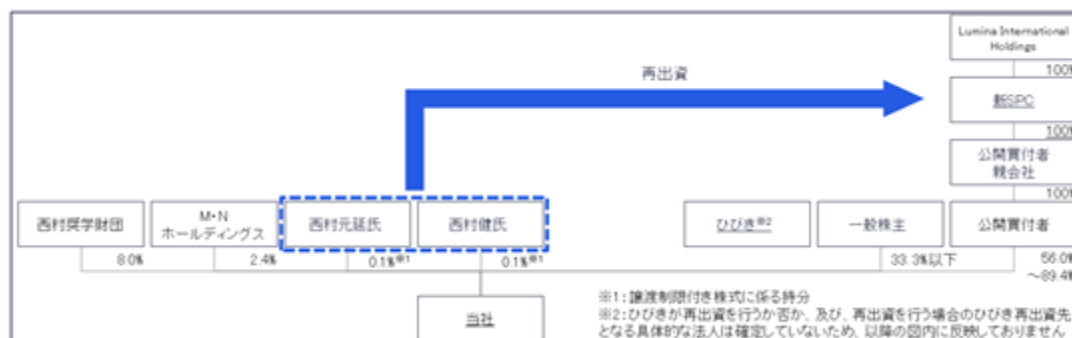 Lumina International
Holdings
100%
再出資
新SPC
100%
公開買付者
親会社
100%
西村奨学財団
M・N
ホールディングス
西村元延氏
西村健氏
ひびき※2
一般株主
公開買付者
8.0%
2.4%
0.1%※1
0.1%※1
33.3%以下
56.0%
～89.4%
当社
※1：譲渡制限付き株式に係る持分
※2：ひびきが再出資を行うか否か、及び、再出資を行う場合のひびき再出資先
となる具体的な法人は確定していないため、以降の図内に反映しておりません